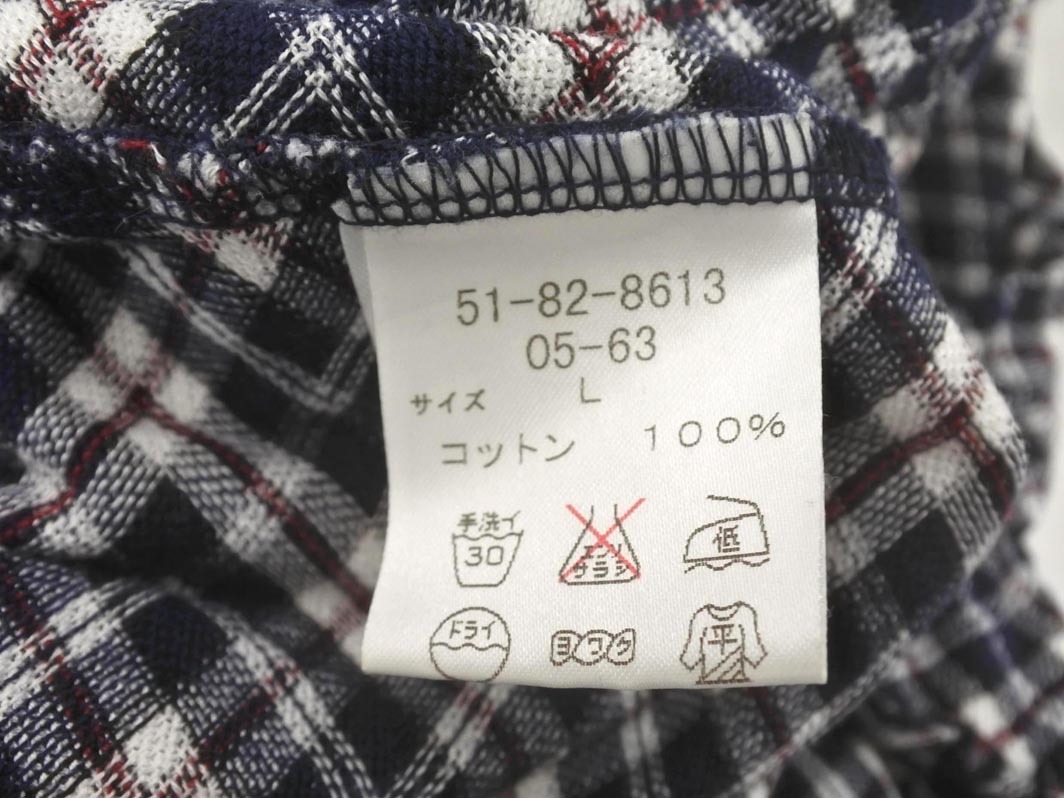 51-82-8613
05-63
サイズ L
コットン 100%
手洗イ
30
エンソ
サラシ
低
ドライ
ヨワク
平